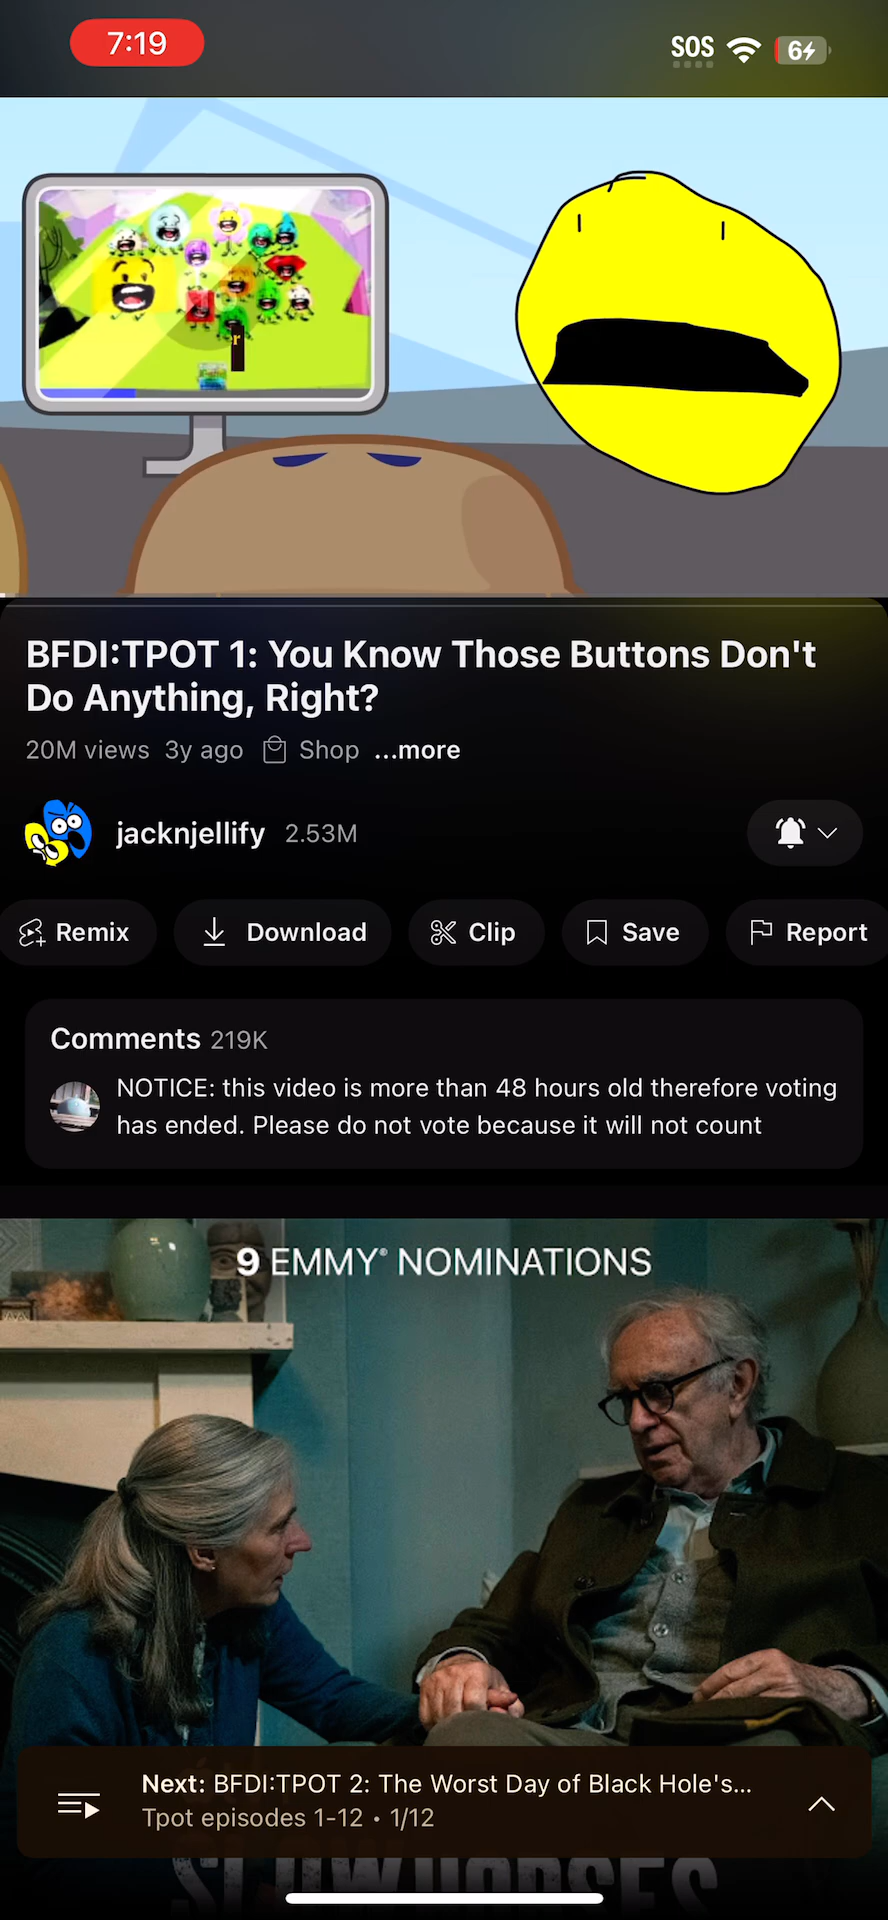 7:19
SOS
6
r
BFDI:TPOT 1: You Know Those Buttons Don't
Do Anything, Right?
20M views 3y ago Shop ...more
jacknjellify 2.53M
Remix Download Clip Save Report
Comments 219K
NOTICE: this video is more than 48 hours old therefore voting
has ended. Please do not vote because it will not count
9 EMMY® NOMINATIONS
Next: BFDI:TPOT 2: The Worst Day of Black Hole's...
Tpot episodes 1-12 • 1/12
SLOW HORSES